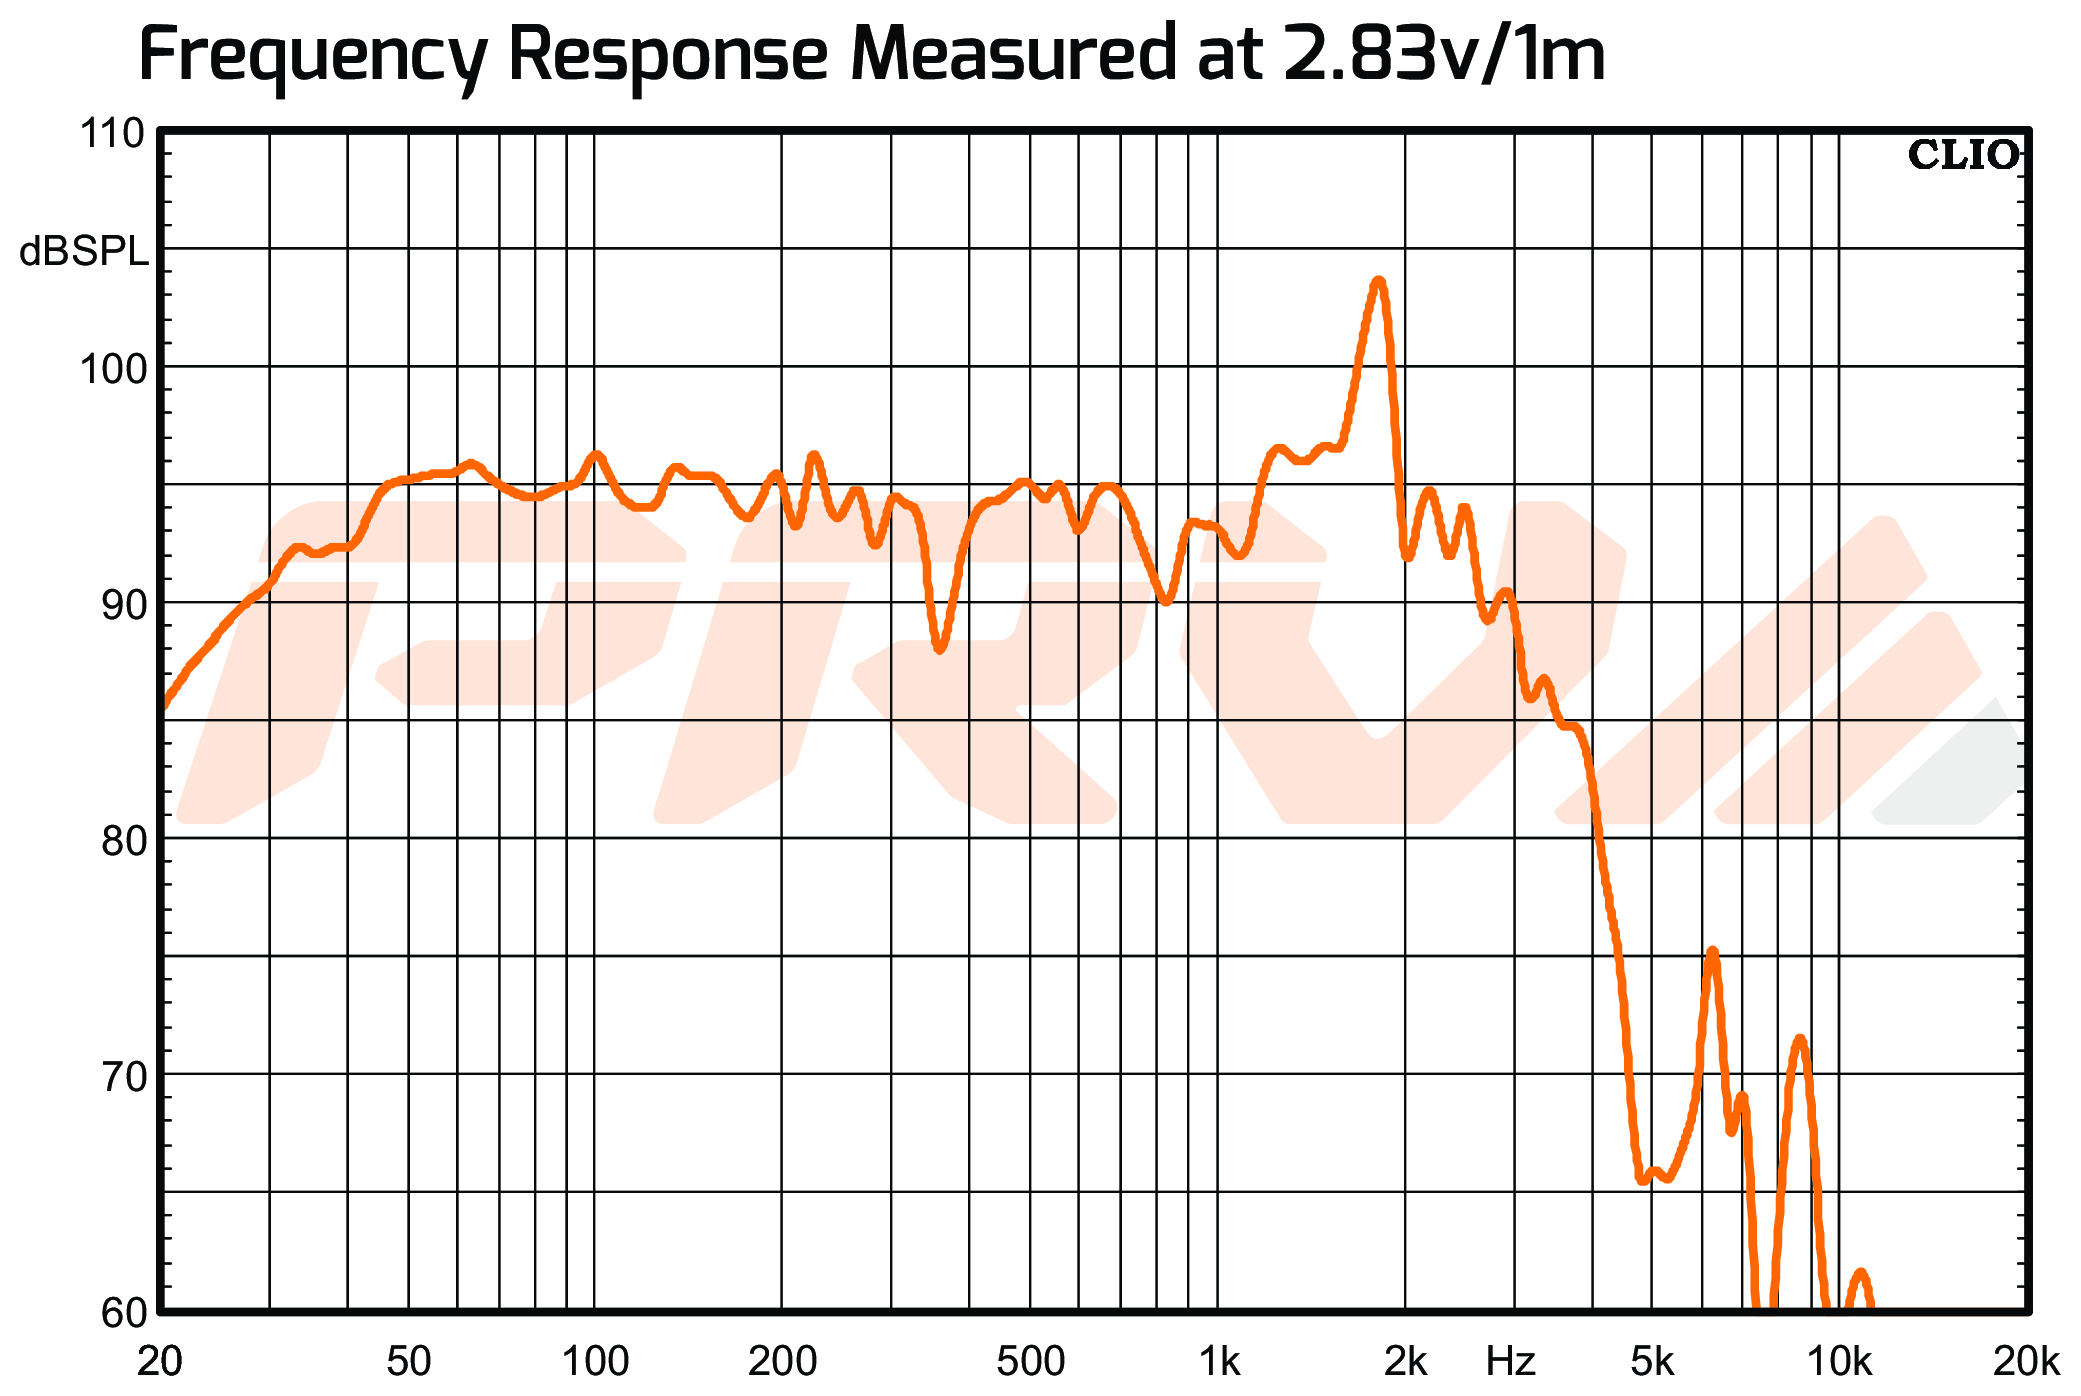 Frequency Response Measured at 2.83v/1m
110
CLIO
dBSPL
100
90
PRV
80
70
60
20 50 100 200 500 1k 2k Hz 5k 10k 20k